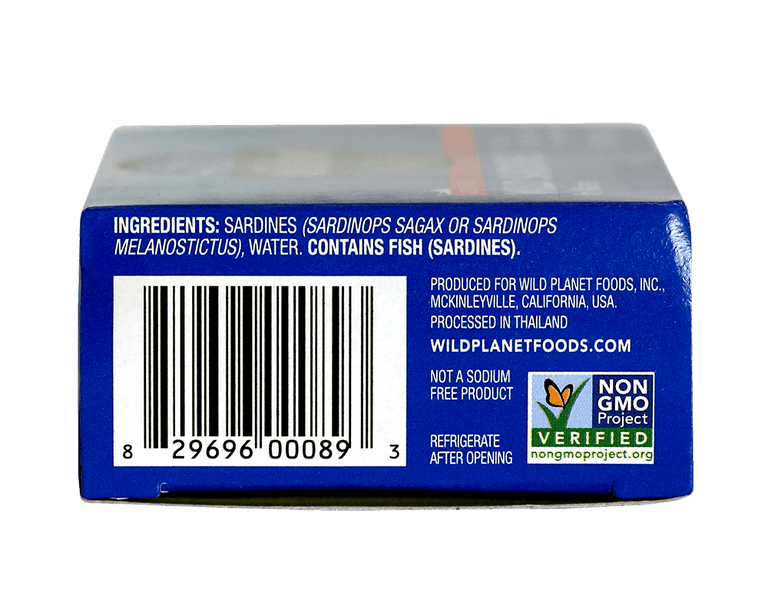 INGREDIENTS: SARDINES (SARDINOPS SAGAX OR SARDINOPS
MELANOSTICTUS), WATER. CONTAINS FISH (SARDINES).
PRODUCED FOR WILD PLANET FOODS, INC.,
MCKINLEYVILLE, CALIFORNIA, USA.
PROCESSED IN THAILAND
WILDPLANETFOODS.COM
NOT A SODIUM
FREE PRODUCT
REFRIGERATE
AFTER OPENING
NON
GMO
Project
VERIFIED
nongmoproject.org
8 29696 00089 3